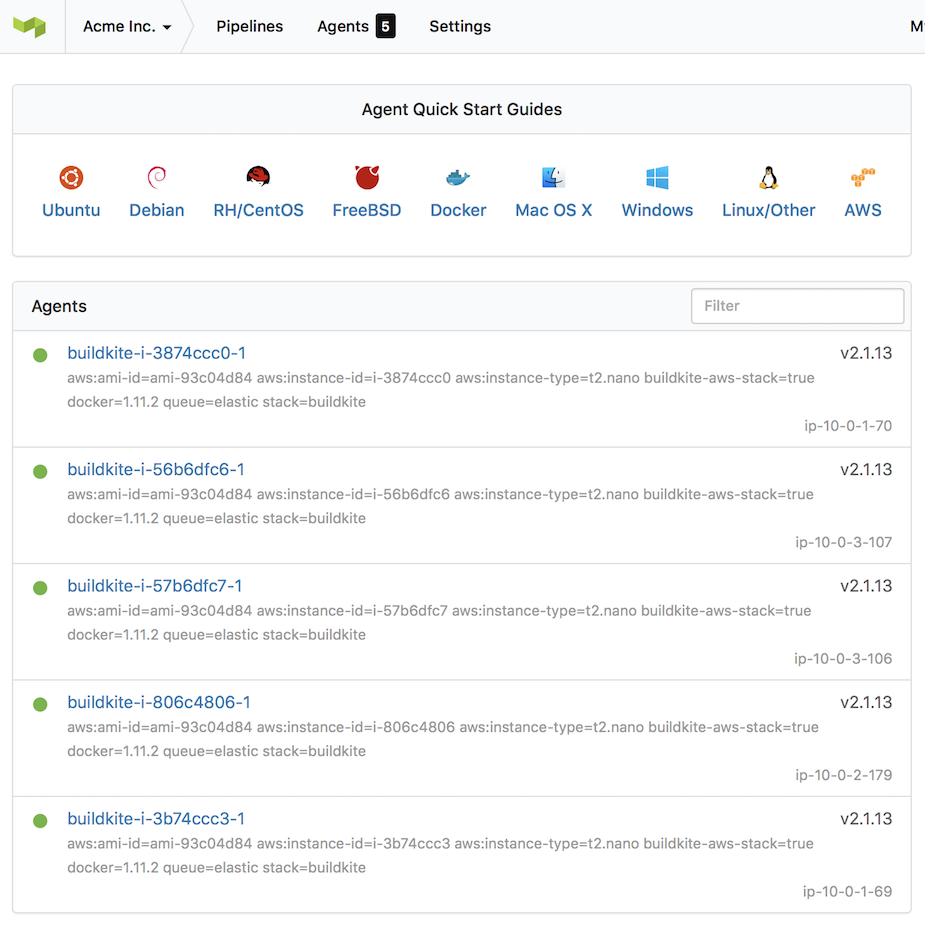 Acme Inc. Pipelines Agents 5 Settings
Agent Quick Start Guides
Ubuntu Debian RH/CentOS FreeBSD Docker Mac OS X Windows Linux/Other AWS
Agents Filter
buildkite-i-3874ccc0-1 v2.1.13
aws:ami-id=ami-93c04d84 aws:instance-id=i-3874ccc0 aws:instance-type=t2.nano buildkite-aws-stack=true
docker=1.11.2 queue=elastic stack=buildkite
ip-10-0-1-70
buildkite-i-56b6dfc6-1 v2.1.13
aws:ami-id=ami-93c04d84 aws:instance-id=i-56b6dfc6 aws:instance-type=t2.nano buildkite-aws-stack=true
docker=1.11.2 queue=elastic stack=buildkite
ip-10-0-3-107
buildkite-i-57b6dfc7-1 v2.1.13
aws:ami-id=ami-93c04d84 aws:instance-id=i-57b6dfc7 aws:instance-type=t2.nano buildkite-aws-stack=true
docker=1.11.2 queue=elastic stack=buildkite
ip-10-0-3-106
buildkite-i-806c4806-1 v2.1.13
aws:ami-id=ami-93c04d84 aws:instance-id=i-806c4806 aws:instance-type=t2.nano buildkite-aws-stack=true
docker=1.11.2 queue=elastic stack=buildkite
ip-10-0-2-179
buildkite-i-3b74ccc3-1 v2.1.13
aws:ami-id=ami-93c04d84 aws:instance-id=i-3b74ccc3 aws:instance-type=t2.nano buildkite-aws-stack=true
docker=1.11.2 queue=elastic stack=buildkite
ip-10-0-1-69